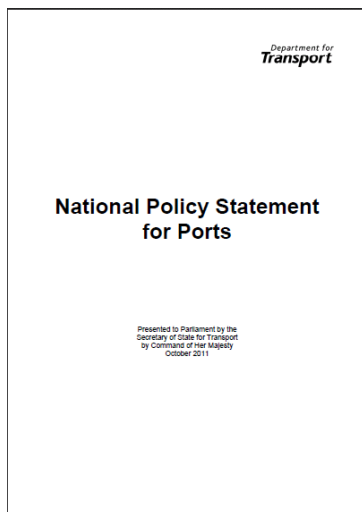 Department for
Transport
National Policy Statement
for Ports
Presented to Parliament by the
Secretary of State for Transport
by Command of Her Majesty
October 2011